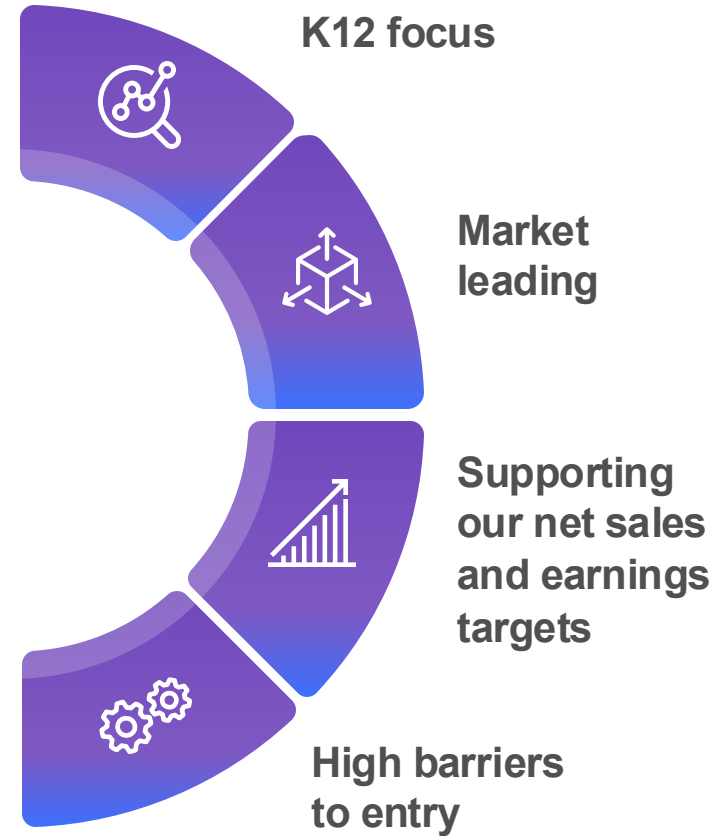 K12 focus
Market
leading
Supporting
our net sales
and earnings
targets
High barriers
to entry